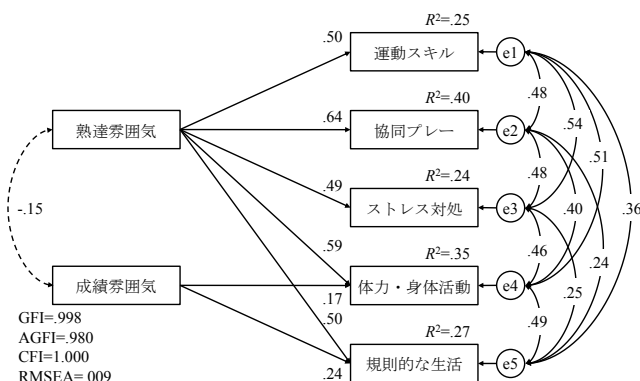 R²=.25
.50
運動スキル
e1
.48
R²=.40
.64
熟達雰囲気
協同プレー
e2
.54
.51
.48
R²=.24
.49
ストレス対処
e3
-.15
.36
.40
.59
R²=.35
.46
.24
成績雰囲気
体力・身体活動
e4
.25
.17
.50
.49
R²=.27
GFI=.998
AGFI=.980
CFI=1.000
RMSEA=.009
規則的な生活
e5
.24